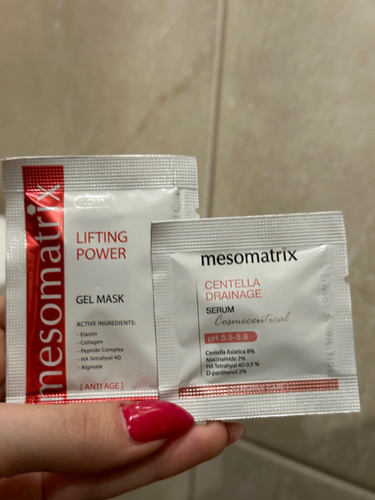 mesomatrix
LIFTING
POWER
GEL MASK
ACTIVE INGREDIENTS:
- Elastin
- Collagen
- Peptide Complex
- HA Tetrahyal 4D
- Alginate
[ ANTI AGE ]
mesomatrix
CENTELLA
DRAINAGE
SERUM
Cosmeceutical
pH 5.5-5.8
Centella Asiatica 8%
Niacinamide 2%
HA Tetrahyal 4D 0,5 %
D-panthenol 2%